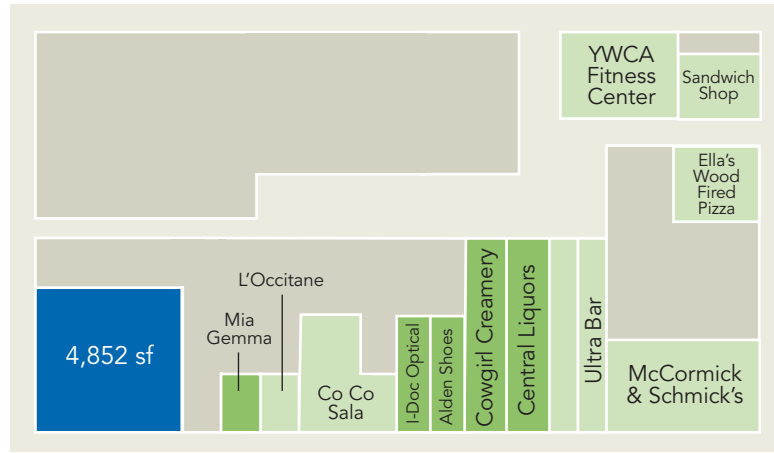 YWCA
Fitness
Center
Sandwich
Shop
Ella's
Wood
Fired
Pizza
L'Occitane
Mia
Gemma
4,852 sf
Co Co
Sala
I-Doc Optical
Alden Shoes
Cowgirl Creamery
Central Liquors
Ultra Bar
McCormick
& Schmick's